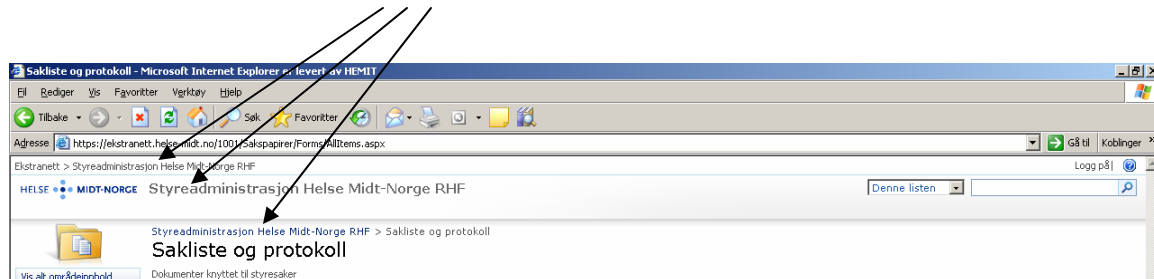 Sakliste og protokoll - Microsoft Internet Explorer er levert av HEMIT
Fil Rediger Vis Favoritter Verktøy Hjelp
Tilbake Søk Favoritter
Adresse https://ekstranett.helse-midt.no/1001/Sakspapirer/Forms/AllItems.aspx Gå til Koblinger »
Ekstranett > Styreadministrasjon Helse Midt-Norge RHF Logg på |
HELSE MIDT-NORGE Styreadministrasjon Helse Midt-Norge RHF Denne listen
Styreadministrasjon Helse Midt-Norge RHF > Sakliste og protokoll
Sakliste og protokoll
Vis alt områdeinnhold Dokumenter knyttet til styresaker